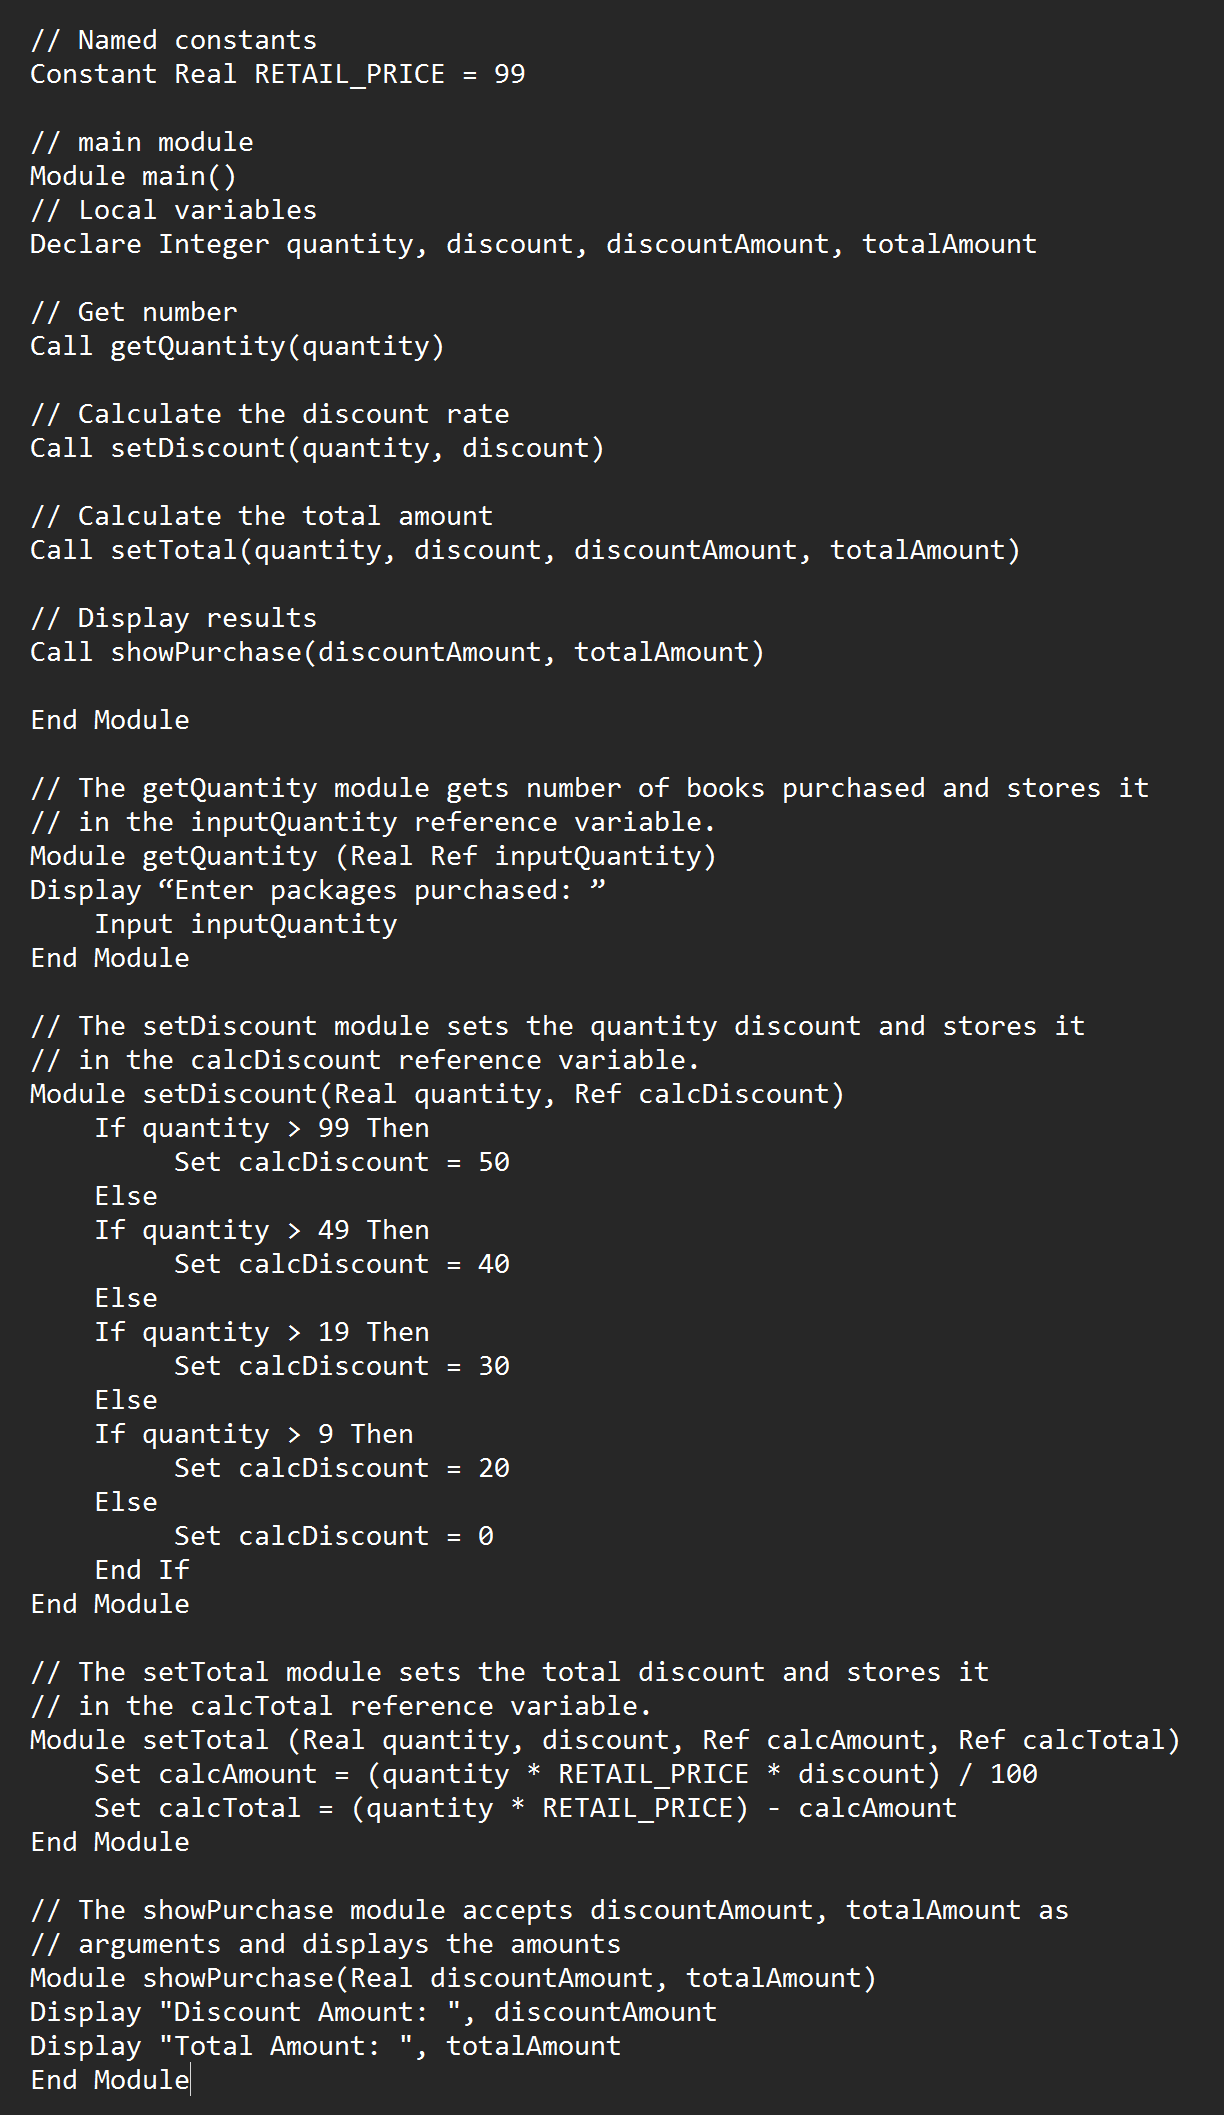 // Named constants
Constant Real RETAIL_PRICE = 99
// main module
Module main()
// Local variables
Declare Integer quantity, discount, discountAmount, totalAmount
// Get number
Call getQuantity(quantity)
// Calculate the discount rate
Call setDiscount(quantity, discount)
// Calculate the total amount
Call setTotal(quantity, discount, discountAmount, totalAmount)
// Display results
Call showPurchase(discountAmount, totalAmount)
End Module
// The getQuantity module gets number of books purchased and stores it
// in the inputQuantity reference variable.
Module getQuantity (Real Ref inputQuantity)
Display “Enter packages purchased: ”
    Input inputQuantity
End Module
// The setDiscount module sets the quantity discount and stores it
// in the calcDiscount reference variable.
Module setDiscount(Real quantity, Ref calcDiscount)
    If quantity > 99 Then
         Set calcDiscount = 50
    Else
    If quantity > 49 Then
         Set calcDiscount = 40
    Else
    If quantity > 19 Then
         Set calcDiscount = 30
    Else
    If quantity > 9 Then
         Set calcDiscount = 20
    Else
         Set calcDiscount = 0
    End If
End Module
// The setTotal module sets the total discount and stores it
// in the calcTotal reference variable.
Module setTotal (Real quantity, discount, Ref calcAmount, Ref calcTotal)
    Set calcAmount = (quantity * RETAIL_PRICE * discount) / 100
    Set calcTotal = (quantity * RETAIL_PRICE) - calcAmount
End Module
// The showPurchase module accepts discountAmount, totalAmount as
// arguments and displays the amounts
Module showPurchase(Real discountAmount, totalAmount)
Display "Discount Amount: ", discountAmount
Display "Total Amount: ", totalAmount
End Module